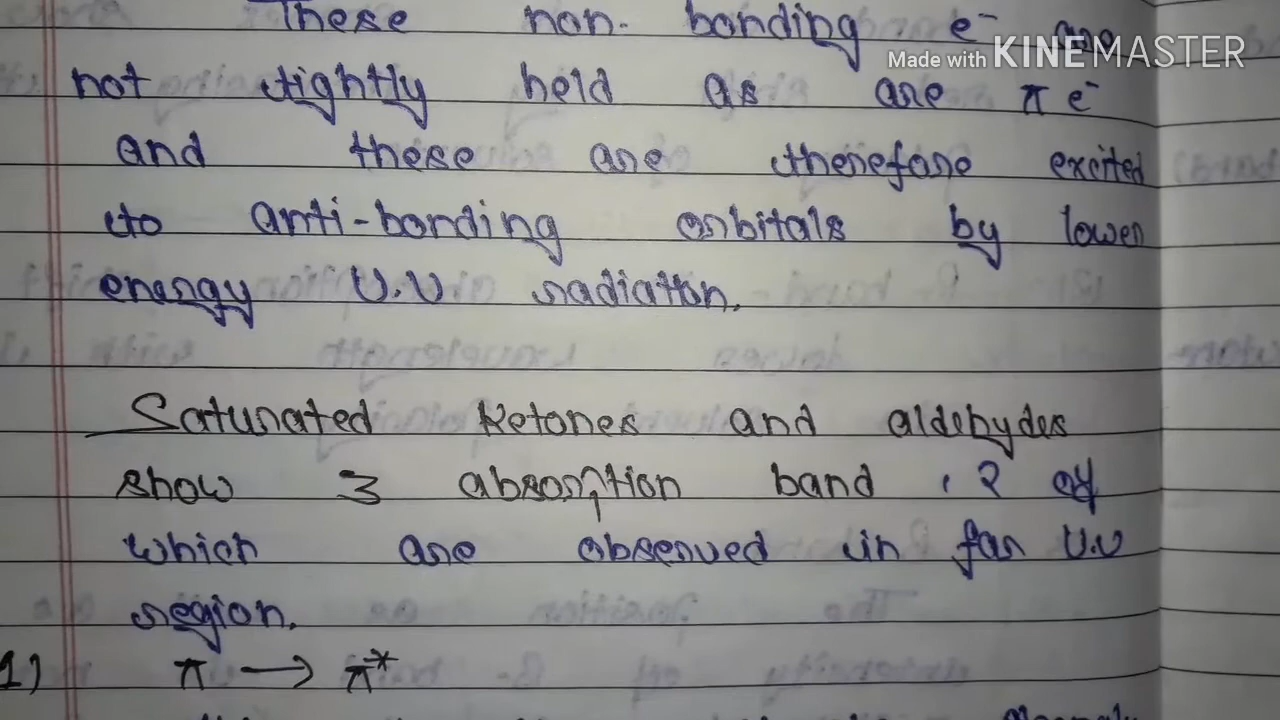 These non-bonding e⁻ are
Made with KINEMASTER
not tightly held as are π e⁻
and these are therefore excited
to anti-bonding orbitals by lower
energy U.V radiation.
Saturated Ketones and aldehydes
show 3 absorption band, 2 of
which are observed in far U.V
region.
1) π → π*